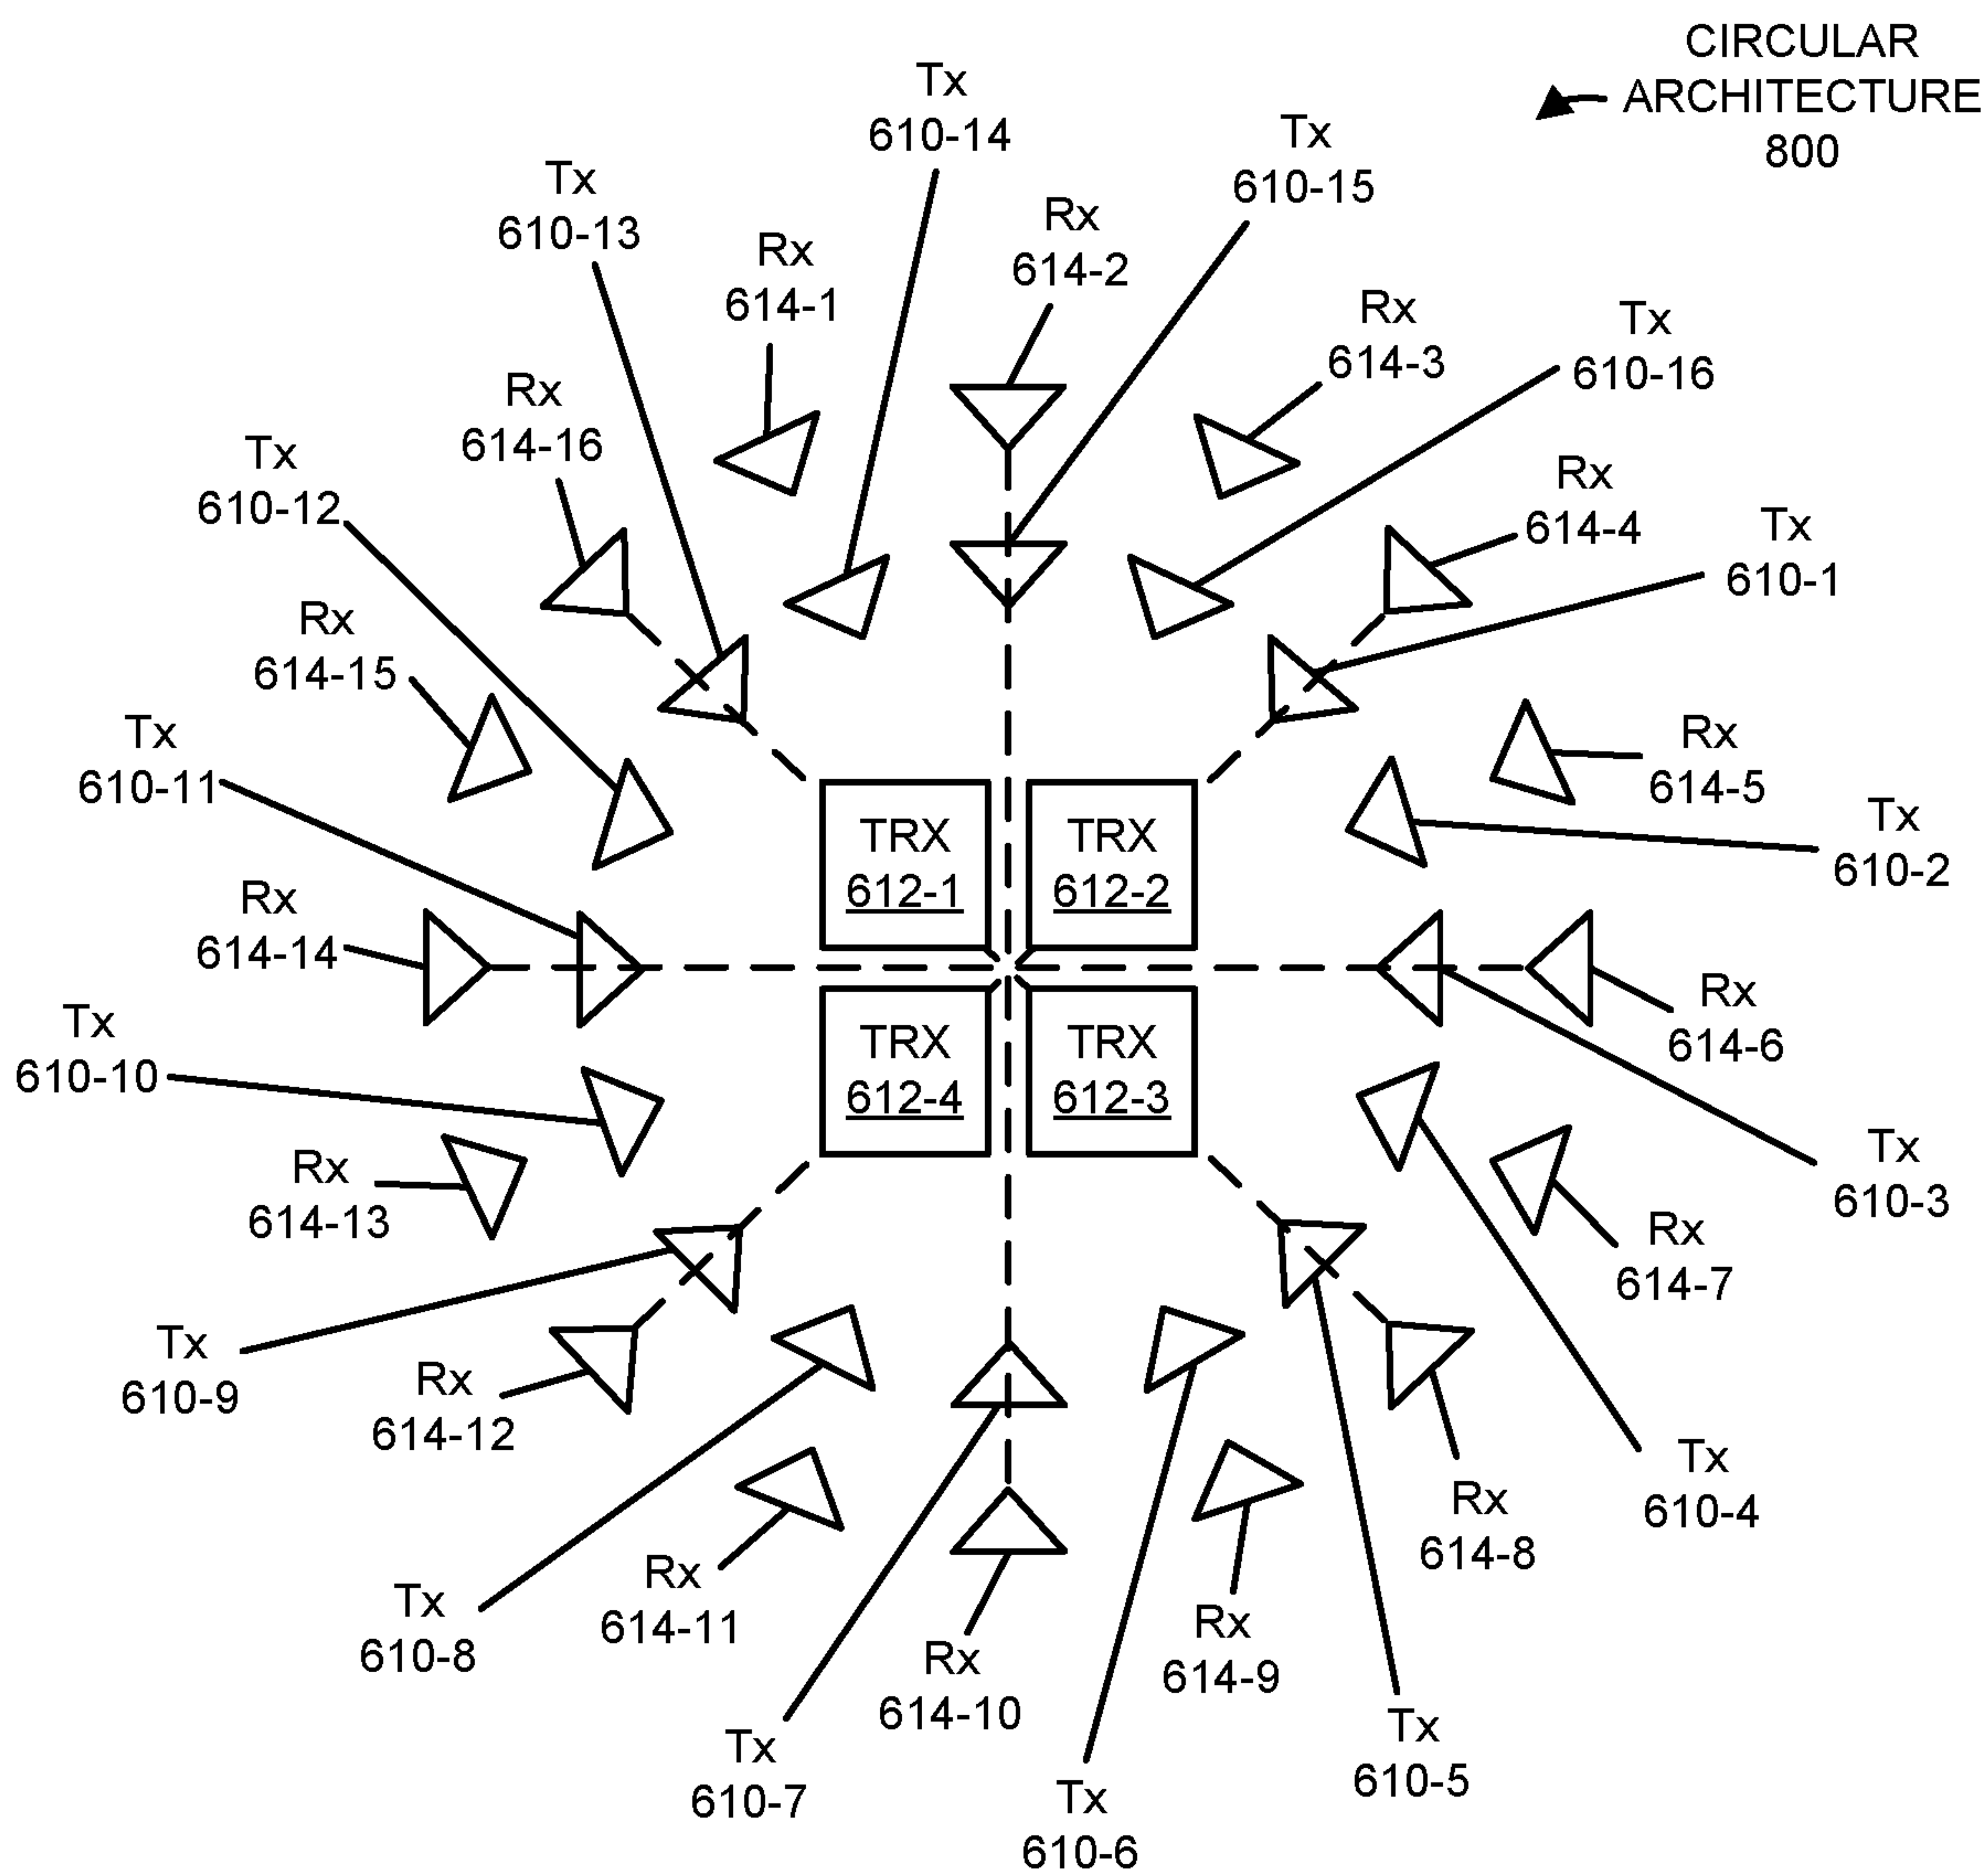 CIRCULAR
ARCHITECTURE
800
Tx
610-14
Tx
610-15
Tx
610-13
Rx
614-2
Rx
614-1
Rx
614-3
Tx
610-16
Rx
614-16
Tx
610-12
Rx
614-4
Tx
610-1
Rx
614-15
Tx
610-11
Rx
614-5
Tx
610-2
TRX
612-1
TRX
612-2
Rx
614-14
Rx
614-6
Tx
610-10
TRX
612-4
TRX
612-3
Tx
610-3
Rx
614-13
Rx
614-7
Tx
610-9
Rx
614-12
Tx
610-4
Rx
614-8
Rx
614-11
Tx
610-8
Rx
614-9
Rx
614-10
Tx
610-5
Tx
610-7
Tx
610-6